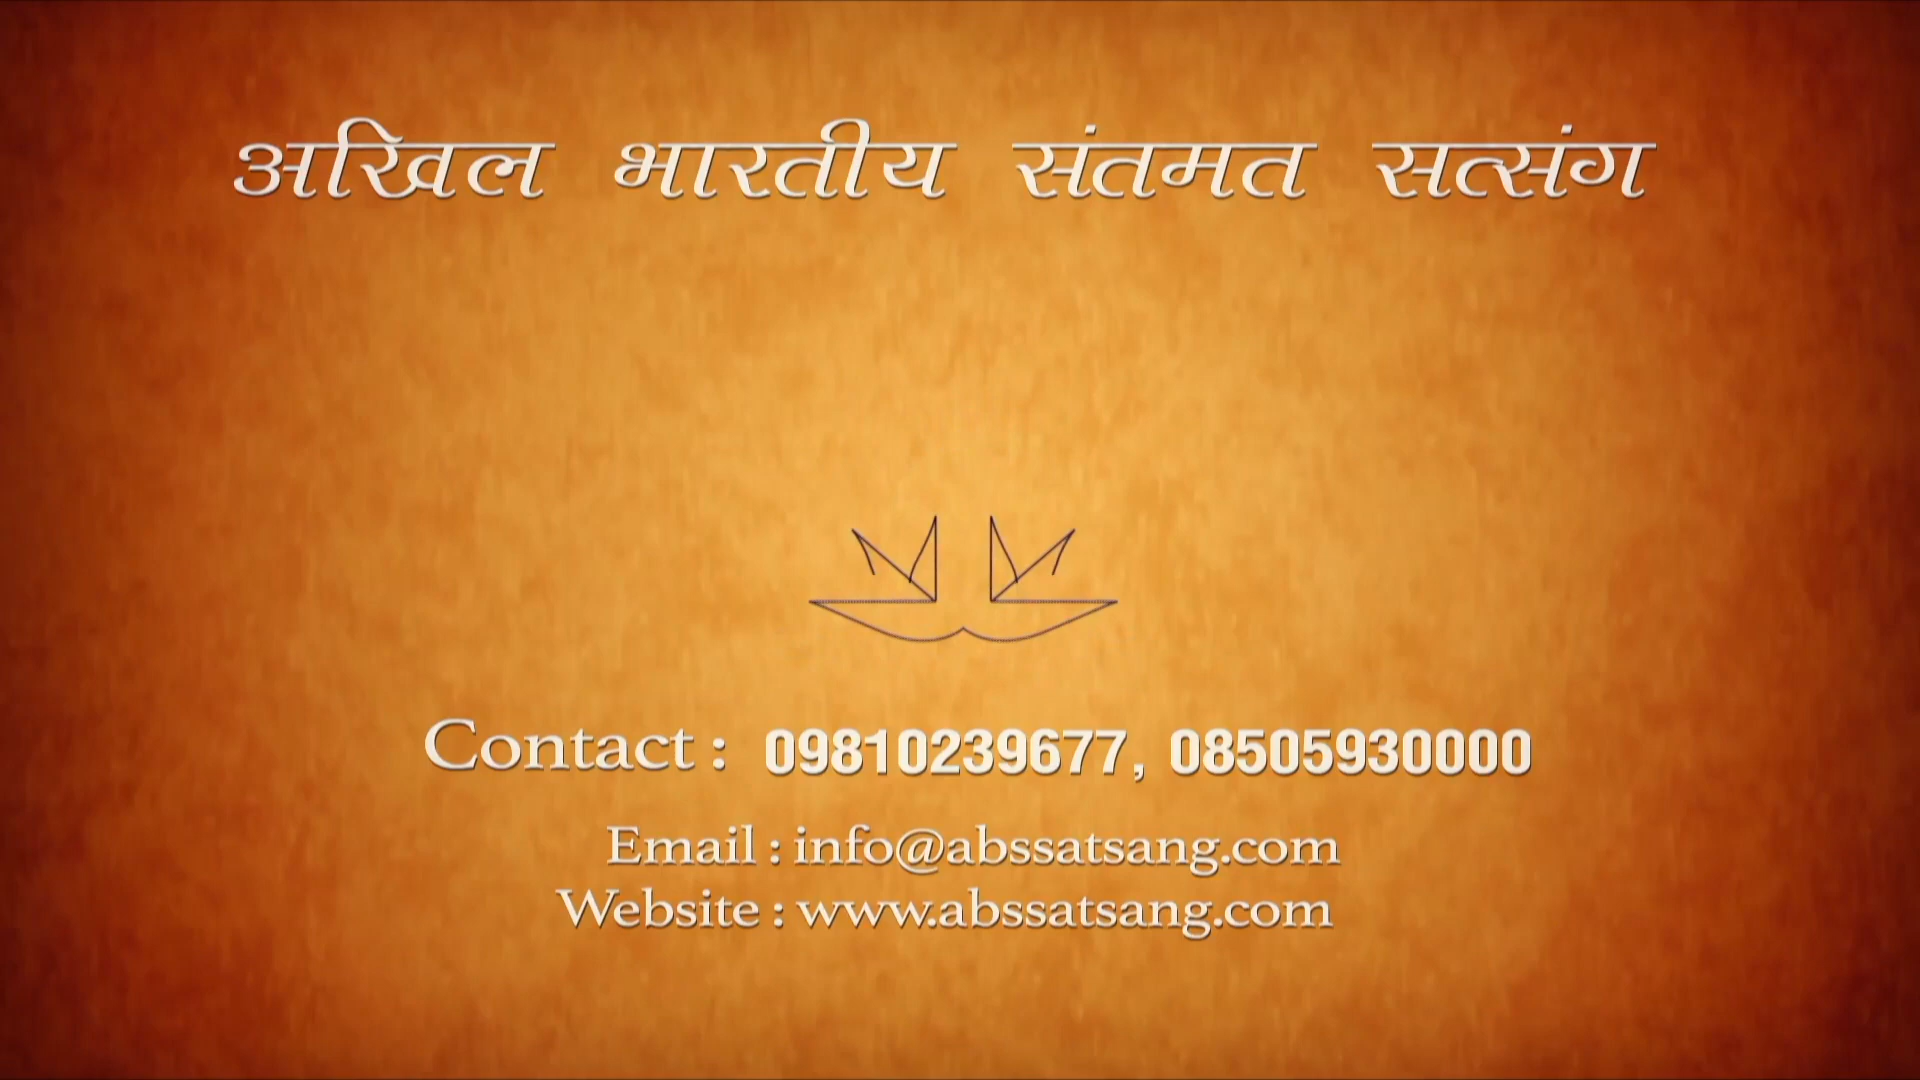 अखिल भारतीय संतमत सत्संग
Contact : 09810239677, 08505930000
Email : info@abssatsang.com
Website : www.abssatsang.com